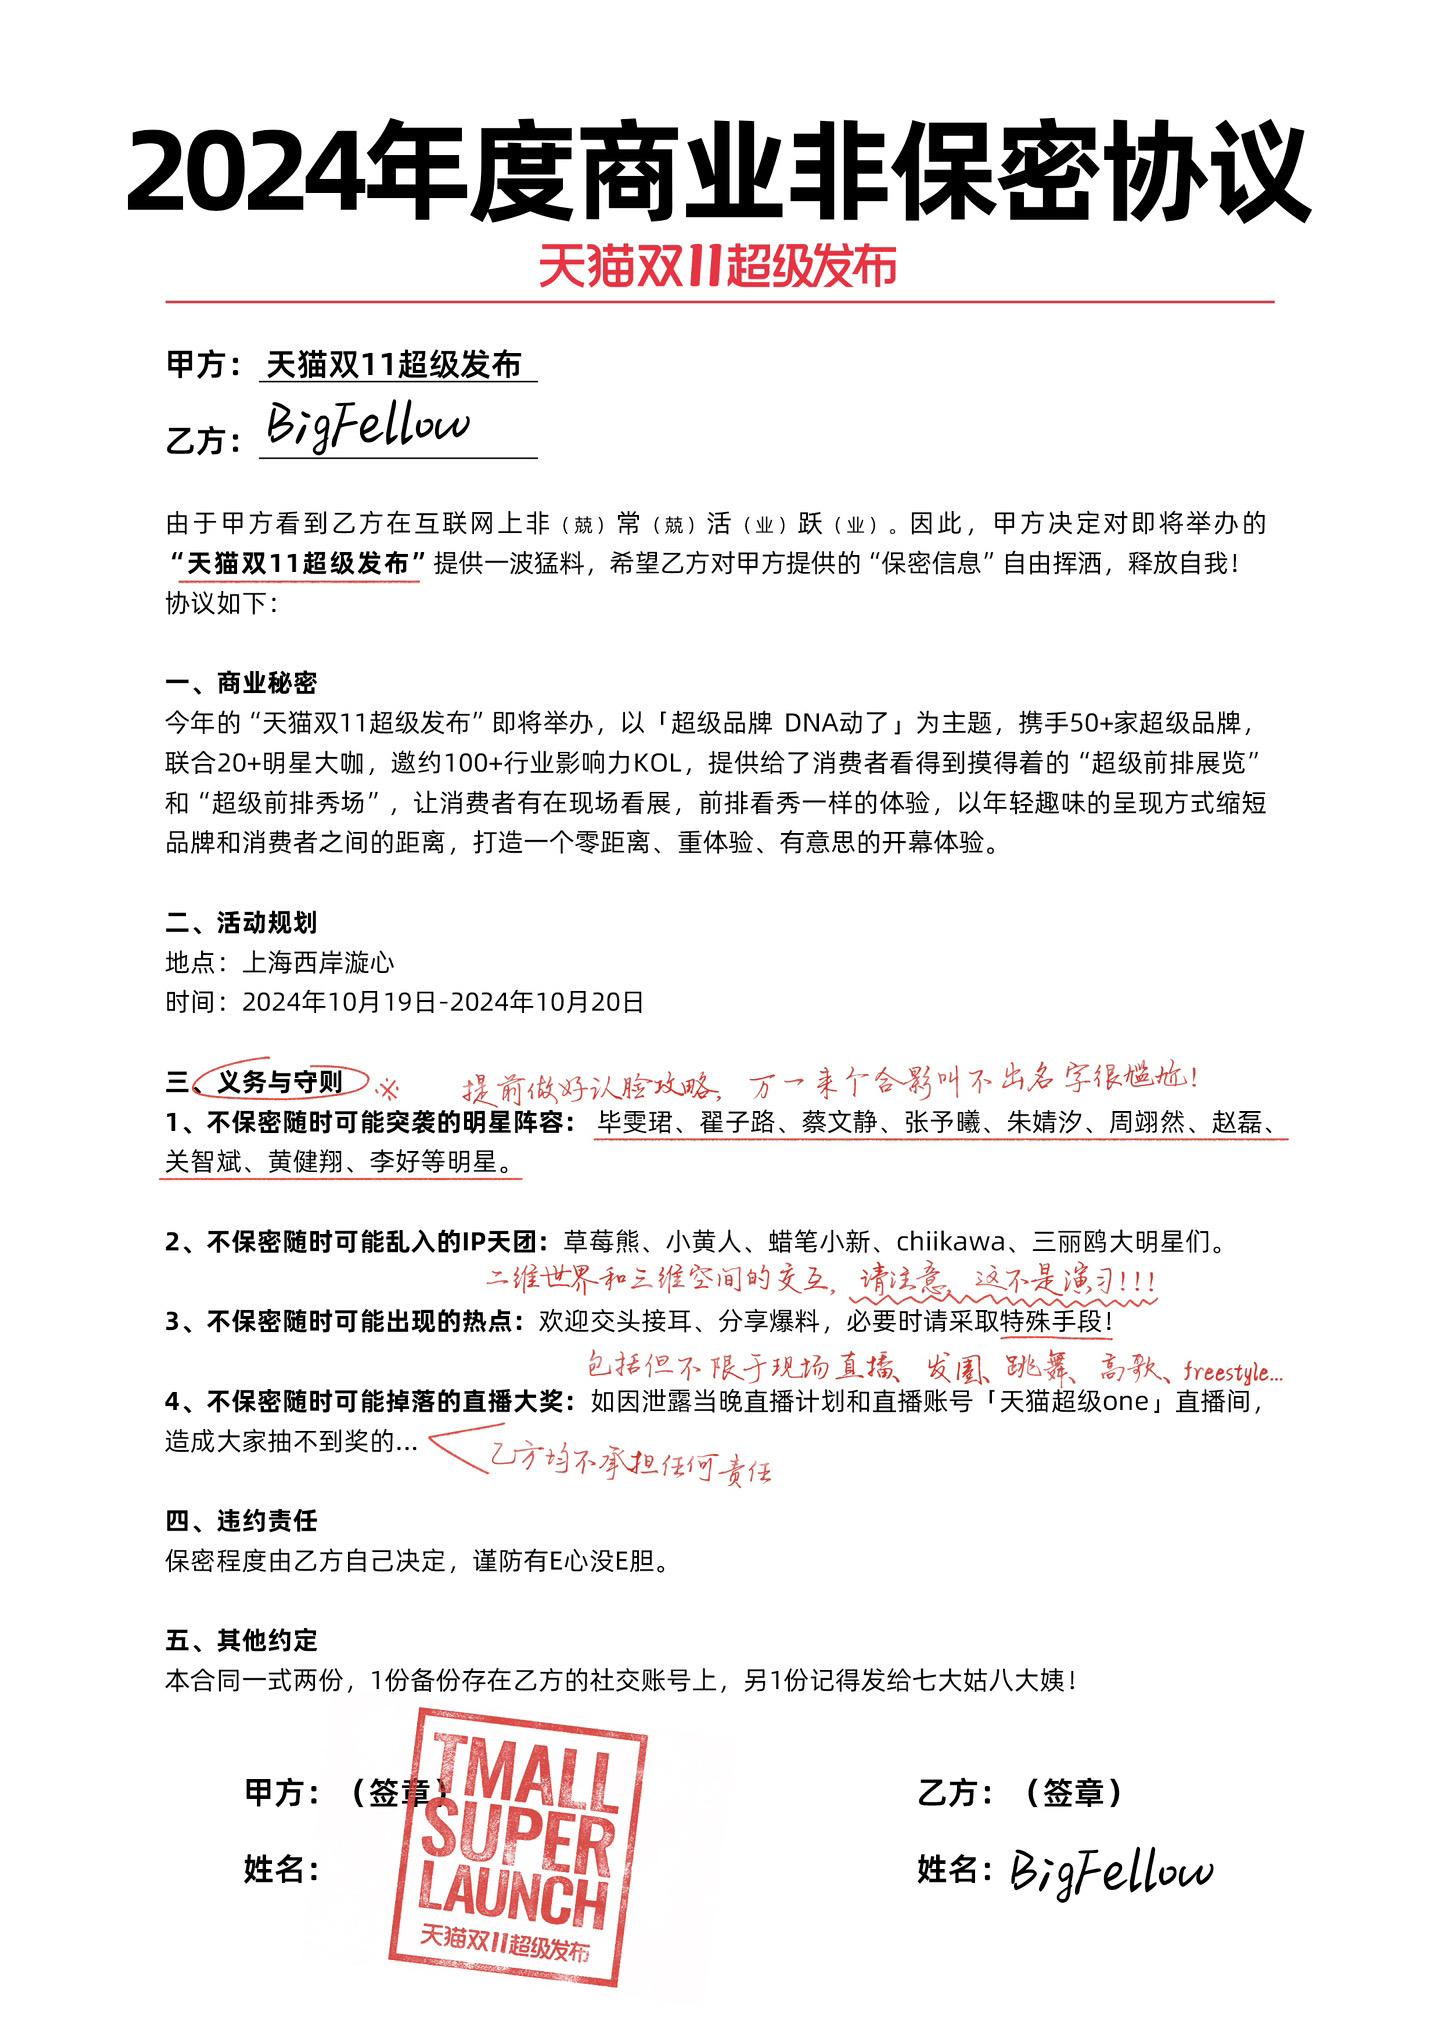 2024年度商业非保密协议
天猫双11超级发布
甲方：天猫双11超级发布
乙方：BigFellow
由于甲方看到乙方在互联网上非（兢）常（兢）活（业）跃（业）。因此，甲方决定对即将举办的
“天猫双11超级发布”提供一波猛料，希望乙方对甲方提供的“保密信息”自由挥洒，释放自我！
协议如下：
一、商业秘密
今年的“天猫双11超级发布”即将举办，以「超级品牌 DNA动了」为主题，携手50+家超级品牌，
联合20+明星大咖，邀约100+行业影响力KOL，提供给了消费者看得到摸得着的“超级前排展览”
和“超级前排秀场”，让消费者有在现场看展，前排看秀一样的体验，以年轻趣味的呈现方式缩短
品牌和消费者之间的距离，打造一个零距离、重体验、有意思的开幕体验。
二、活动规划
地点：上海西岸漩心
时间：2024年10月19日-2024年10月20日
三、义务与守则 ※ 提前做好认脸攻略，万一来个合影叫不出名字很尴尬！
1、不保密随时可能突袭的明星阵容：毕雯珺、翟子路、蔡文静、张予曦、朱婧汐、周翊然、赵磊、
关智斌、黄健翔、李好等明星。
2、不保密随时可能乱入的IP天团：草莓熊、小黄人、蜡笔小新、chiikawa、三丽鸥大明星们。
二维世界和三维空间的交互，请注意，这不是演习！！！
3、不保密随时可能出现的热点：欢迎交头接耳、分享爆料，必要时请采取特殊手段！
包括但不限于现场直播、发圈、跳舞、高歌、freestyle...
4、不保密随时可能掉落的直播大奖：如因泄露当晚直播计划和直播账号「天猫超级one」直播间，
造成大家抽不到奖的... 乙方均不承担任何责任
四、违约责任
保密程度由乙方自己决定，谨防有E心没E胆。
五、其他约定
本合同一式两份，1份备份存在乙方的社交账号上，另1份记得发给七大姑八大姨！
甲方：（签章） 乙方：（签章）
姓名： 姓名：BigFellow
TMALL
SUPER
LAUNCH
天猫双11超级发布